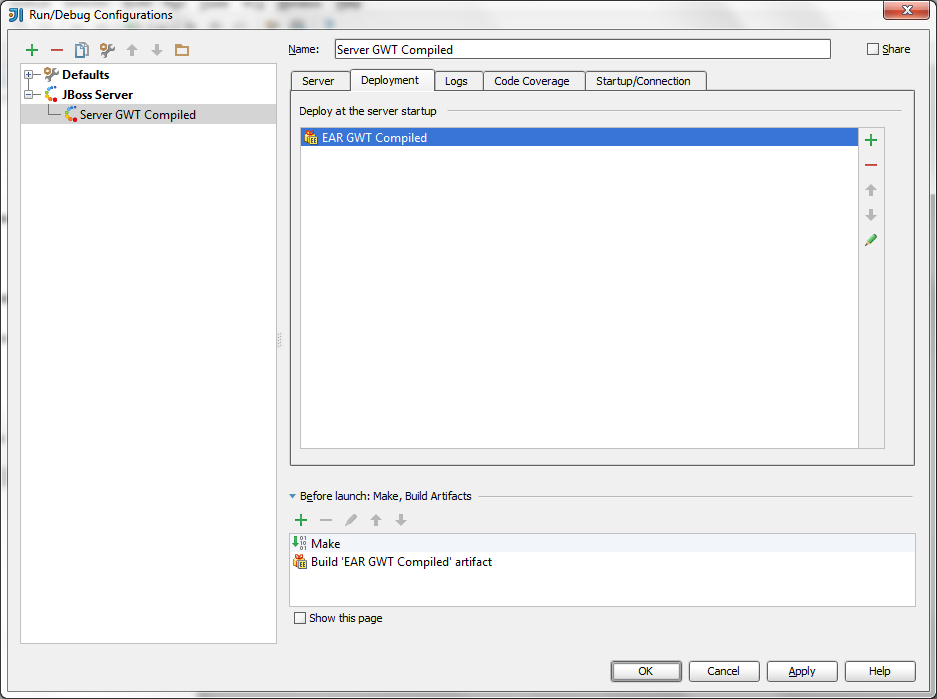 Run/Debug Configurations
Name: Server GWT Compiled Share
Defaults
JBoss Server
Server GWT Compiled
Server Deployment Logs Code Coverage Startup/Connection
Deploy at the server startup
EAR GWT Compiled
Before launch: Make, Build Artifacts
Make
Build 'EAR GWT Compiled' artifact
Show this page
OK Cancel Apply Help